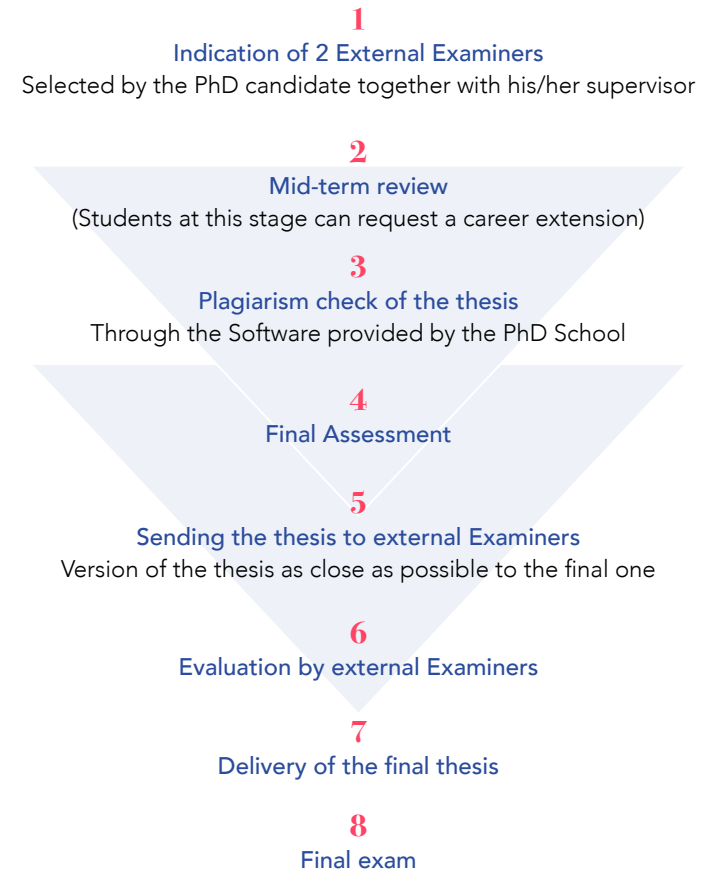 1
Indication of 2 External Examiners
Selected by the PhD candidate together with his/her supervisor
2
Mid-term review
(Students at this stage can request a career extension)
3
Plagiarism check of the thesis
Through the Software provided by the PhD School
4
Final Assessment
5
Sending the thesis to external Examiners
Version of the thesis as close as possible to the final one
6
Evaluation by external Examiners
7
Delivery of the final thesis
8
Final exam